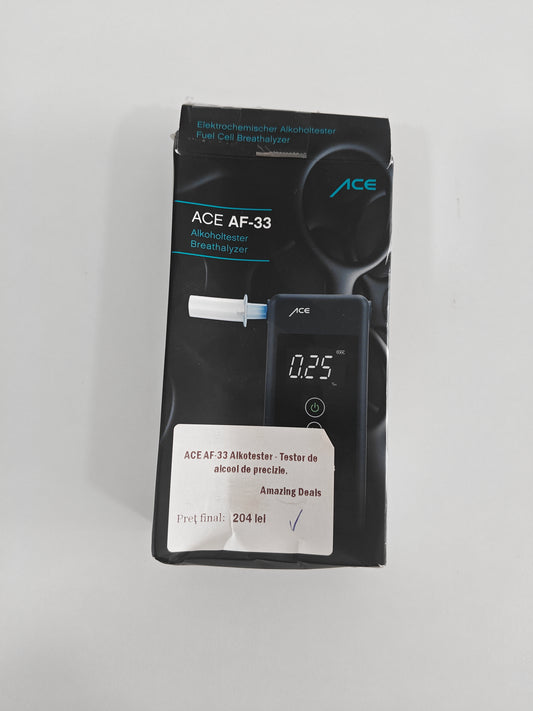 Elektrochemischer Alkoholtester
Fuel Cell Breathalyzer
ACE
ACE AF-33
Alkoholtester
Breathalyzer
ACE
0.25
‰
ACE AF-33 Alkotester - Testor de
alcool de precizie.
Amazing Deals
Preț final: 204 lei